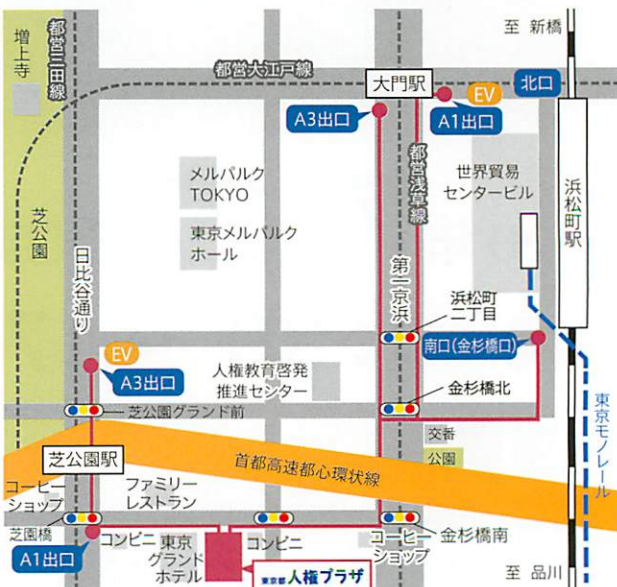 至 新橋
増上寺
都営三田線
都営大江戸線
大門駅
EV
北口
A3出口
A1出口
都営浅草線
世界貿易
センタービル
浜松町駅
メルパルク
TOKYO
東京メルパルク
ホール
芝公園
日比谷通り
第一京浜
浜松町
二丁目
南口(金杉橋口)
EV
A3出口
人権教育啓発
推進センター
金杉橋北
芝公園グランド前
東京モノレール
交番
公園
首都高速都心環状線
芝公園駅
コーヒー
ショップ
ファミリー
レストラン
芝園橋
A1出口
コンビニ
東京
グランド
ホテル
コンビニ
コーヒー
ショップ
金杉橋南
東京都人権プラザ
至 品川